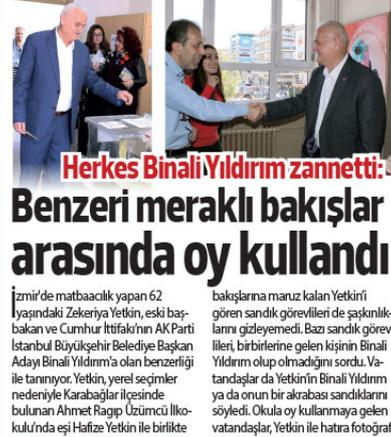 Herkes Binali Yıldırım zannetti:
Benzeri meraklı bakışlar
arasında oy kullandı
İzmir'de matbaacılık yapan 62
yaşındaki Zekeriya Yetkin, eski baş-
bakan ve Cumhur İttifakı'nın AK Parti
İstanbul Büyükşehir Belediye Başkan
Adayı Binali Yıldırım'a olan benzerliği
ile tanınıyor. Yetkin, yerel seçimler
nedeniyle Karabağlar ilçesinde
bulunan Ahmet Ragıp Üzümcü İlko-
kulu'nda eşi Hafize Yetkin ile birlikte
bakışlarına maruz kalan Yetkin'i
gören sandık görevlileri de şaşkınlık-
larını gizleyemedi. Bazı sandık görev
lileri, birbirlerine gelen kişinin Binali
Yıldırım olup olmadığını sordu. Va-
tandaşlar da Yetkin'in Binali Yıldırım
ya da onun bir akrabası sandıklarını
söyledi. Okula oy kullanmaya gelen
vatandaşlar, Yetkin ile hatıra fotoğraf